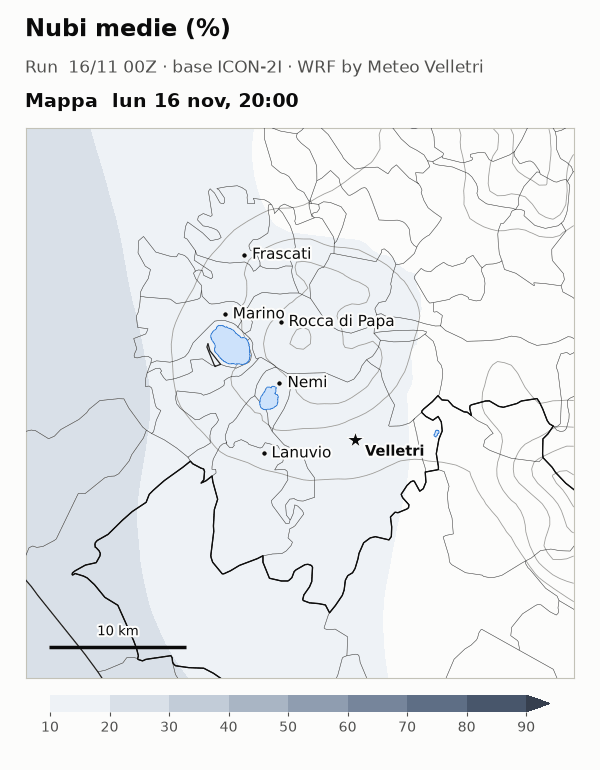 Nubi medie (%)
Run  16/11 00Z · base ICON-2I · WRF by Meteo Velletri
Mappa  lun 16 nov, 20:00
Frascati
Marino
Rocca di Papa
Nemi
Velletri
Lanuvio
10 km
10 20 30 40 50 60 70 80 90